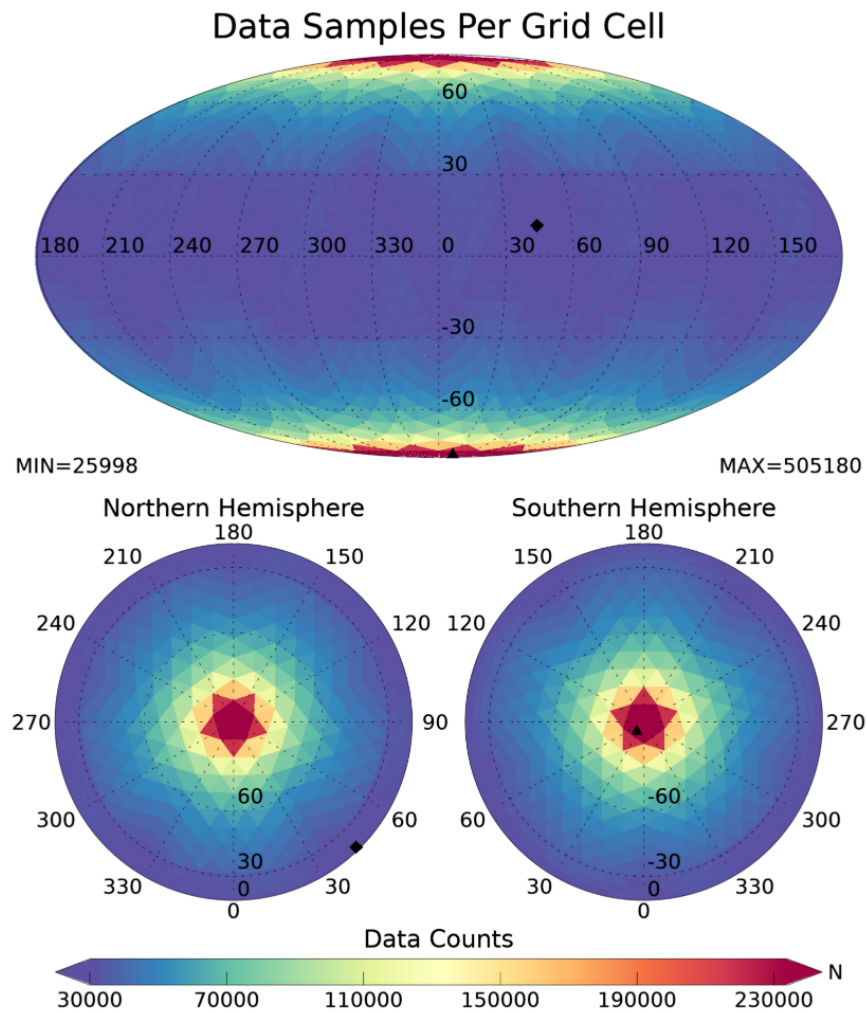 Data Samples Per Grid Cell
60
30
180 210 240 270 300 330 0 30 60 90 120 150
-30
-60
MIN=25998 MAX=505180
Northern Hemisphere Southern Hemisphere
180 180
210 150 150 210
240 120 120 240
270 90 270
60 -60
300 60 60 300
30 -30
330 0 30 30 0 330
0 0
Data Counts
N
30000 70000 110000 150000 190000 230000